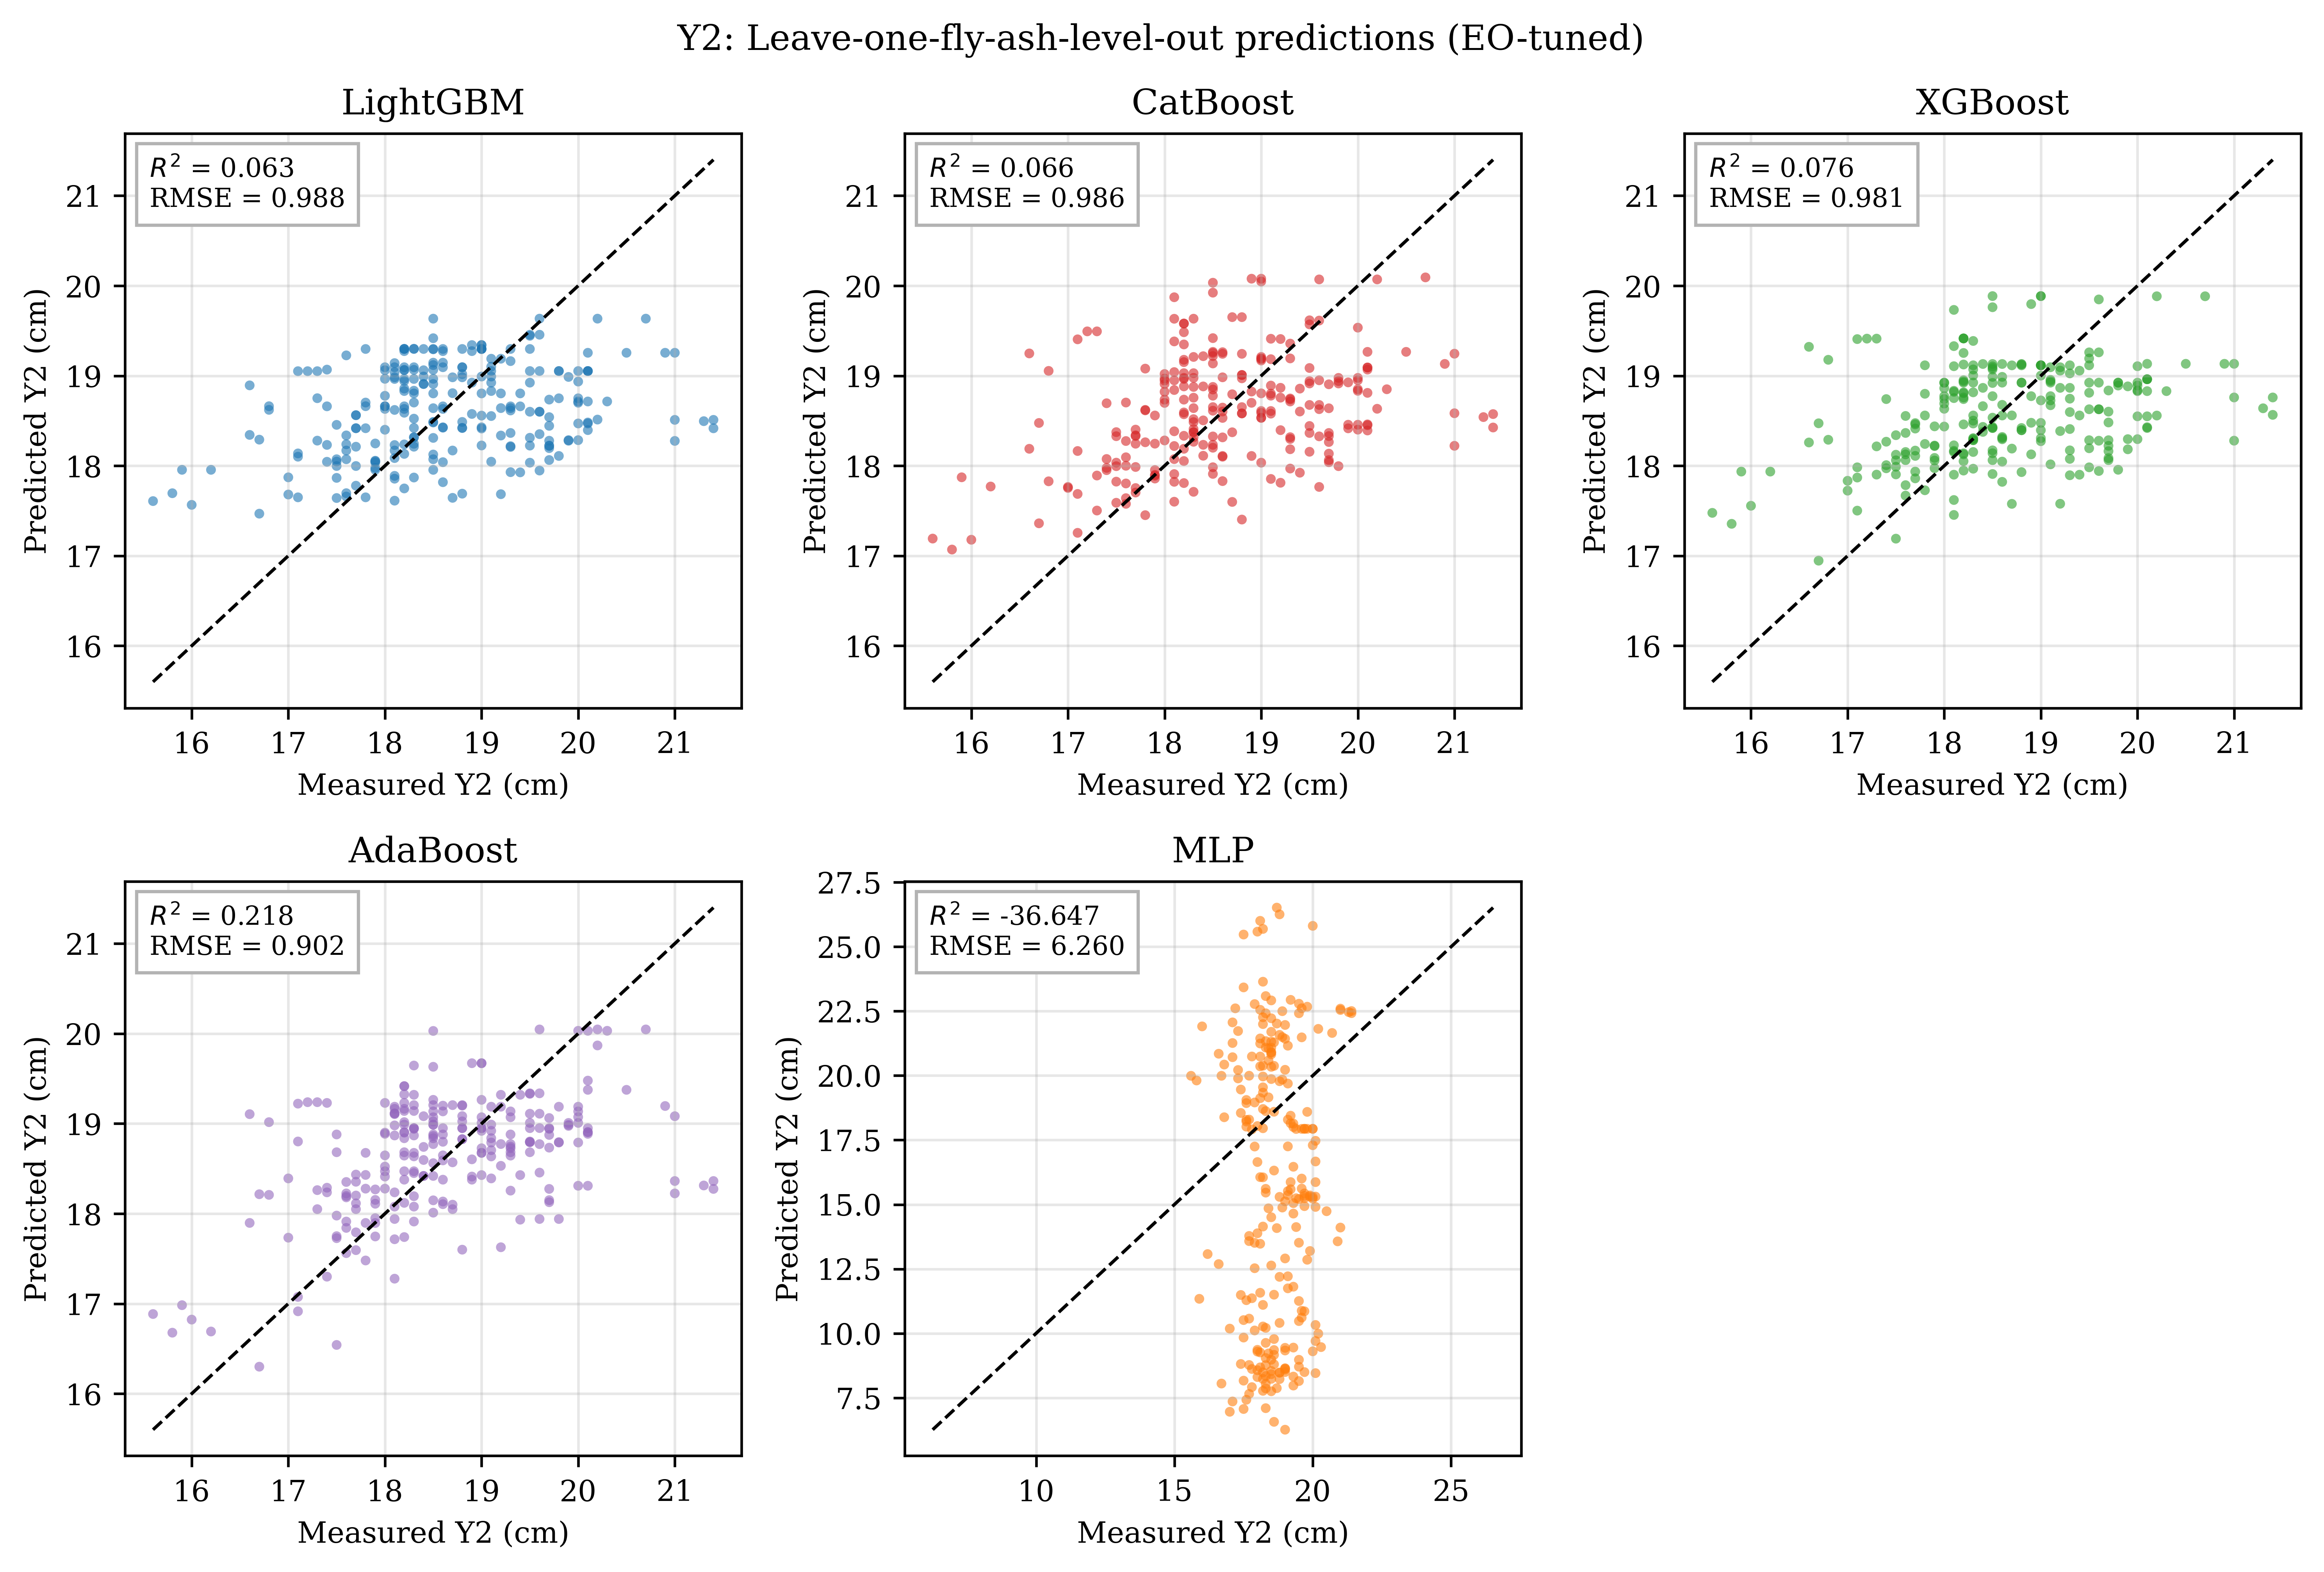 Y2: Leave-one-fly-ash-level-out predictions (EO-tuned)
LightGBM
R² = 0.063
RMSE = 0.988
21
20
19
18
17
16
Predicted Y2 (cm)
16 17 18 19 20 21
Measured Y2 (cm)
CatBoost
R² = 0.066
RMSE = 0.986
21
20
19
18
17
16
Predicted Y2 (cm)
16 17 18 19 20 21
Measured Y2 (cm)
XGBoost
R² = 0.076
RMSE = 0.981
21
20
19
18
17
16
Predicted Y2 (cm)
16 17 18 19 20 21
Measured Y2 (cm)
AdaBoost
R² = 0.218
RMSE = 0.902
21
20
19
18
17
16
Predicted Y2 (cm)
16 17 18 19 20 21
Measured Y2 (cm)
MLP
R² = -36.647
RMSE = 6.260
27.5
25.0
22.5
20.0
17.5
15.0
12.5
10.0
7.5
Predicted Y2 (cm)
10 15 20 25
Measured Y2 (cm)